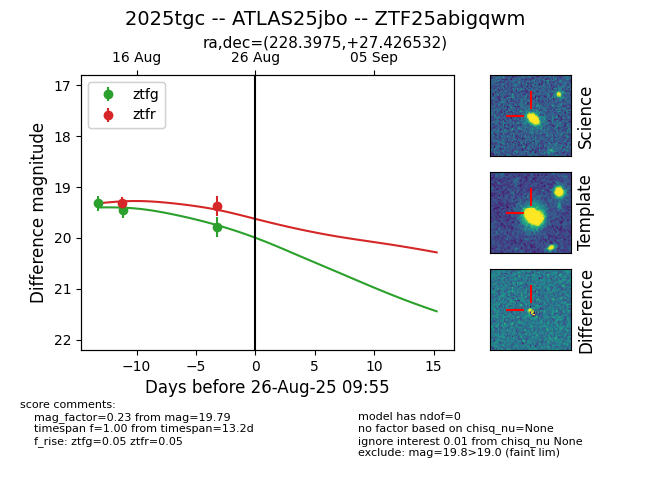 2025tgc -- ATLAS25jbo -- ZTF25abigqwm
ra,dec=(228.3975,+27.426532)
16 Aug
26 Aug
05 Sep
ztfg
ztfr
17
18
19
20
21
22
Difference magnitude
−10
−5
0
5
10
15
Days before 26-Aug-25 09:55
Science
Template
Difference
score comments:
mag_factor=0.23 from mag=19.79
timespan f=1.00 from timespan=13.2d
f_rise: ztfg=0.05 ztfr=0.05
model has ndof=0
no factor based on chisq_nu=None
ignore interest 0.01 from chisq_nu None
exclude: mag=19.8>19.0 (faint lim)